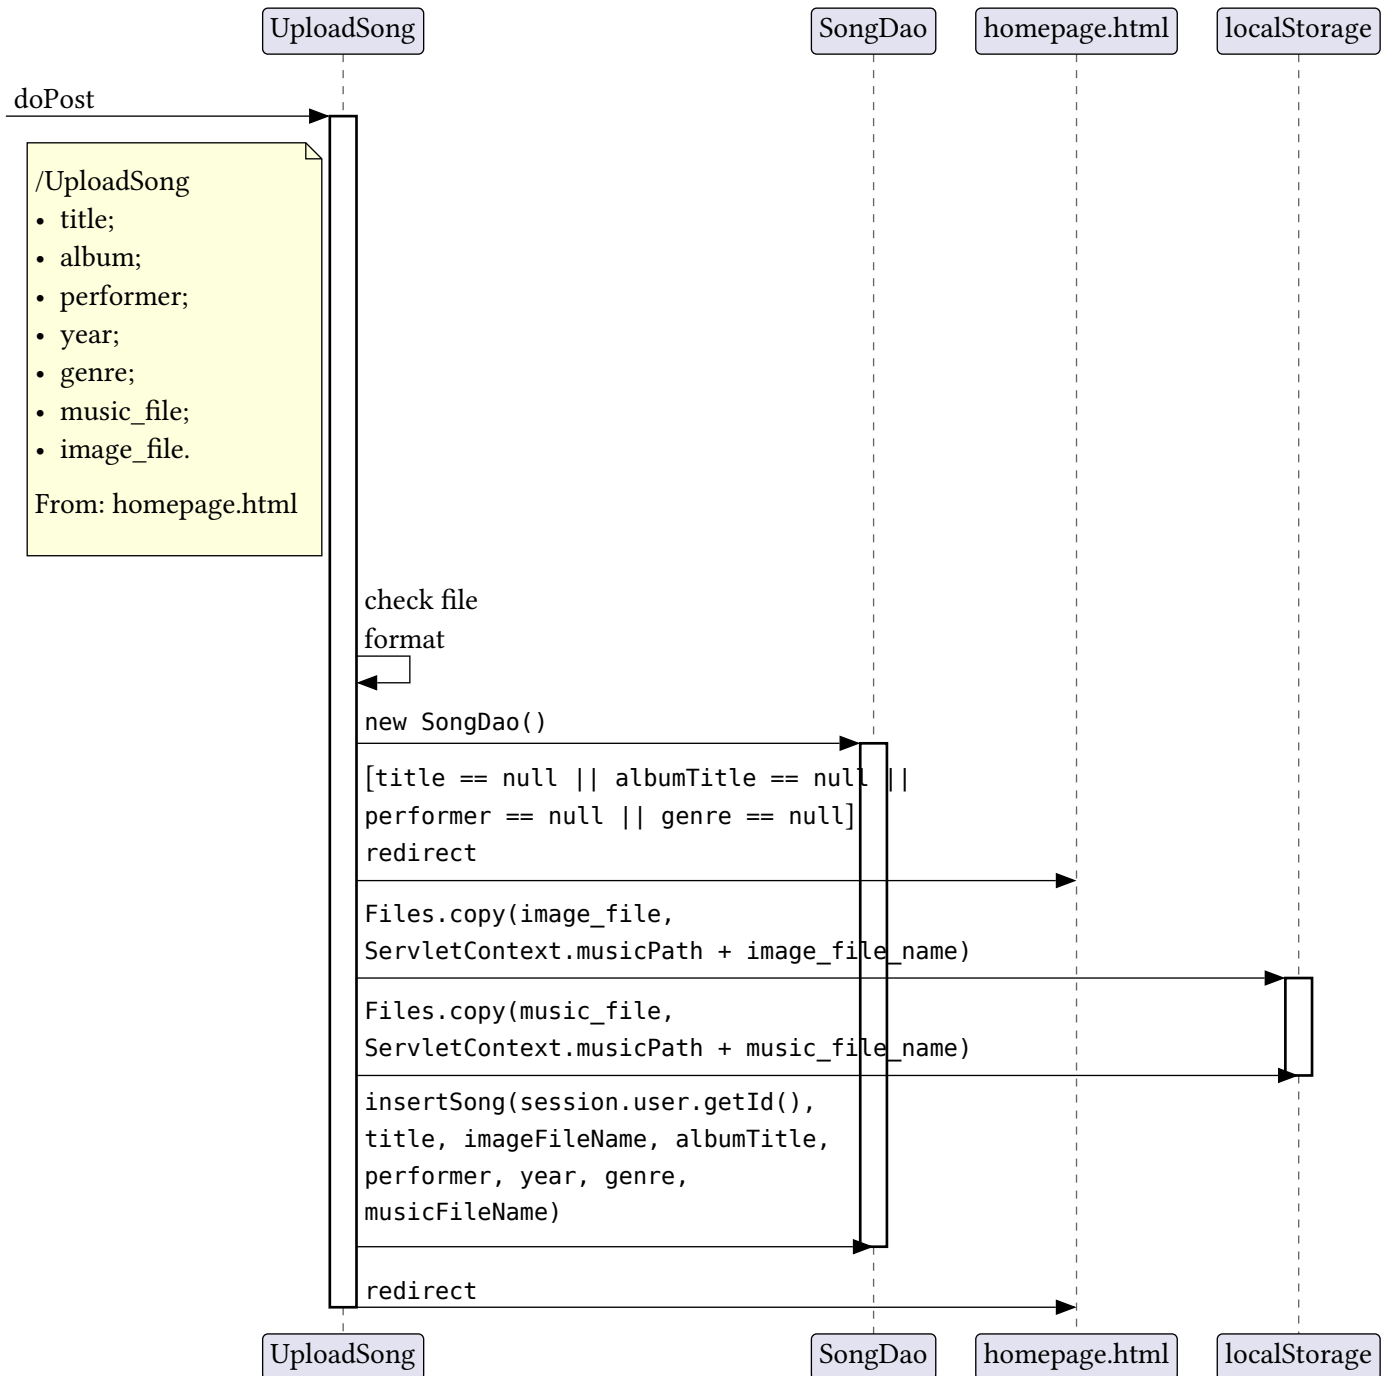 UploadSong
SongDao
homepage.html
localStorage
doPost
/UploadSong
• title;
• album;
• performer;
• year;
• genre;
• music_file;
• image_file.
From: homepage.html
check file
format
new SongDao()
[title == null || albumTitle == null ||
performer == null || genre == null]
redirect
Files.copy(image_file,
ServletContext.musicPath + image_file_name)
Files.copy(music_file,
ServletContext.musicPath + music_file_name)
insertSong(session.user.getId(),
title, imageFileName, albumTitle,
performer, year, genre,
musicFileName)
redirect
UploadSong
SongDao
homepage.html
localStorage